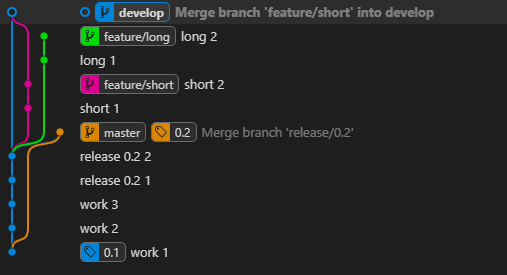 develop Merge branch 'feature/short' into develop
feature/long long 2
long 1
feature/short short 2
short 1
master 0.2 Merge branch 'release/0.2'
release 0.2 2
release 0.2 1
work 3
work 2
0.1 work 1